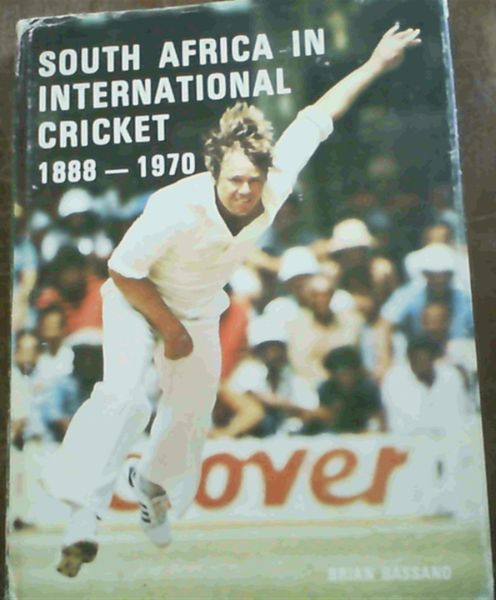 SOUTH AFRICA IN
INTERNATIONAL
CRICKET
1888 — 1970
over
BRIAN BASSANO